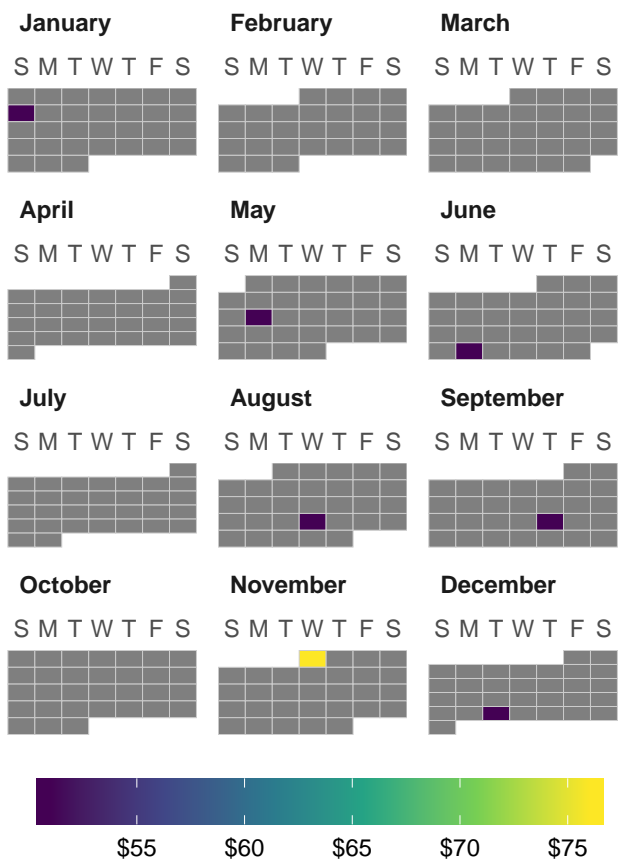 January February March
S M T W T F S S M T W T F S S M T W T F S
April May June
S M T W T F S S M T W T F S S M T W T F S
July August September
S M T W T F S S M T W T F S S M T W T F S
October November December
S M T W T F S S M T W T F S S M T W T F S
$55 $60 $65 $70 $75